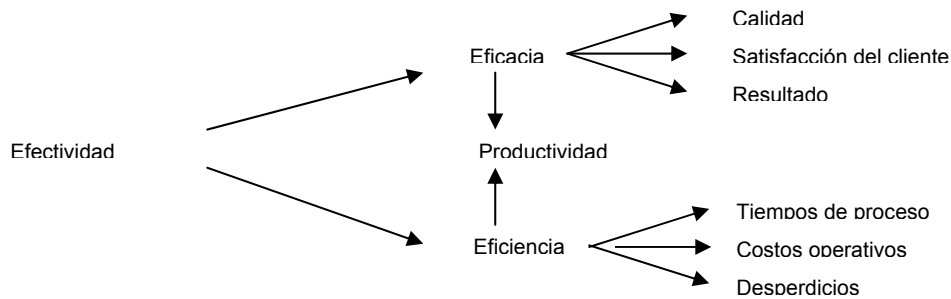 Calidad
Eficacia
Satisfacción del cliente
Resultado
Efectividad
Productividad
Tiempos de proceso
Eficiencia
Costos operativos
Desperdicios